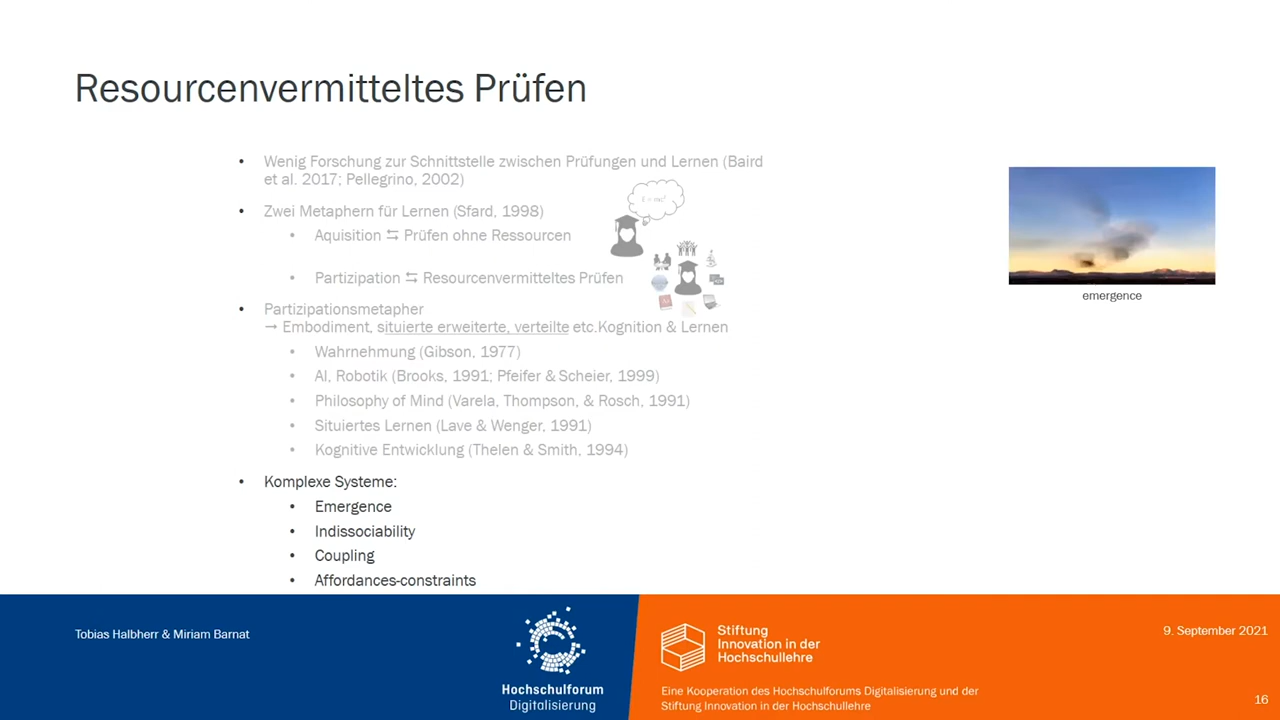 Resourcenvermitteltes Prüfen
• Wenig Forschung zur Schnittstelle zwischen Prüfungen und Lernen (Baird
et al. 2017; Pellegrino, 2002)
• Zwei Metaphern für Lernen (Sfard, 1998)
• Aquisition ⇆ Prüfen ohne Ressourcen
• Partizipation ⇆ Resourcenvermitteltes Prüfen
• Partizipationsmetapher
→ Embodiment, situierte erweiterte, verteilte etc.Kognition & Lernen
• Wahrnehmung (Gibson, 1977)
• AI, Robotik (Brooks, 1991; Pfeifer & Scheier, 1999)
• Philosophy of Mind (Varela, Thompson, & Rosch, 1991)
• Situiertes Lernen (Lave & Wenger, 1991)
• Kognitive Entwicklung (Thelen & Smith, 1994)
• Komplexe Systeme:
• Emergence
• Indissociability
• Coupling
• Affordances-constraints
emergence
Tobias Halbherr & Miriam Barnat
Hochschulforum
Digitalisierung
Stiftung
Innovation in der
Hochschullehre
Eine Kooperation des Hochschulforums Digitalisierung und der
Stiftung Innovation in der Hochschullehre
9. September 2021
16